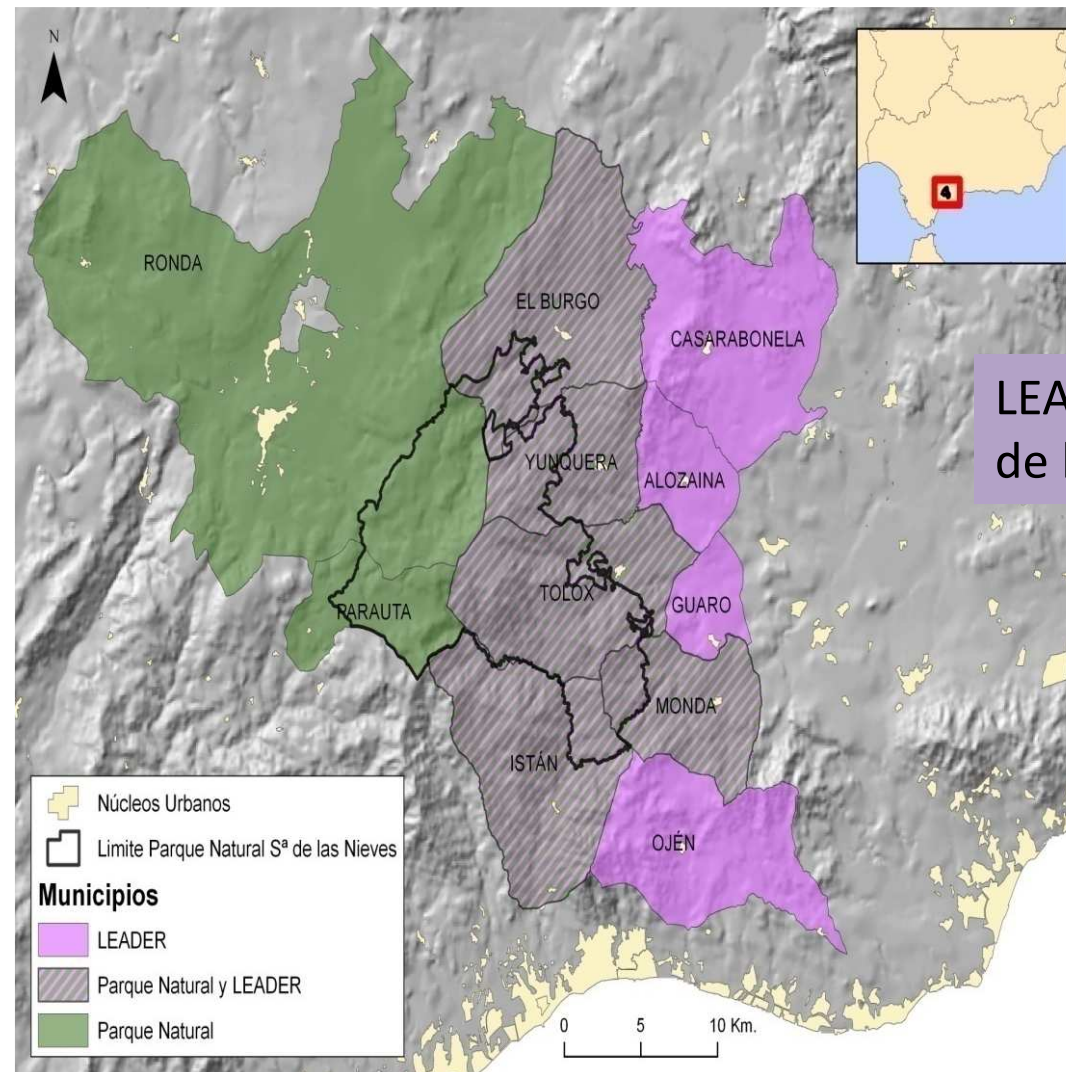 N
RONDA
EL BURGO
CASARABONELA
YUNQUERA
ALOZAINA
TOLOX
GUARO
PARAUTA
MONDA
ISTÁN
OJÉN
LEA
de l
Núcleos Urbanos
Limite Parque Natural Sª de las Nieves
Municipios
LEADER
Parque Natural y LEADER
Parque Natural
0 5 10 Km.